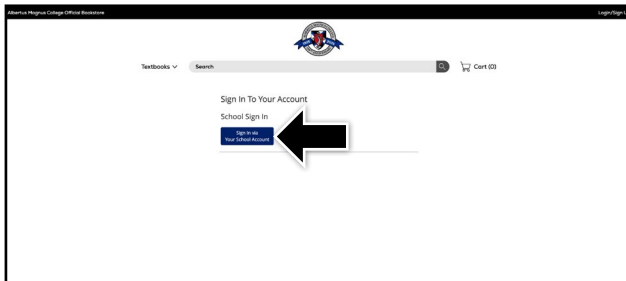 Albertus Magnus College Official Bookstore
Login/Sign U
Textbooks
Search
Cart (0)
Sign In To Your Account
School Sign In
Sign In via
Your School Account